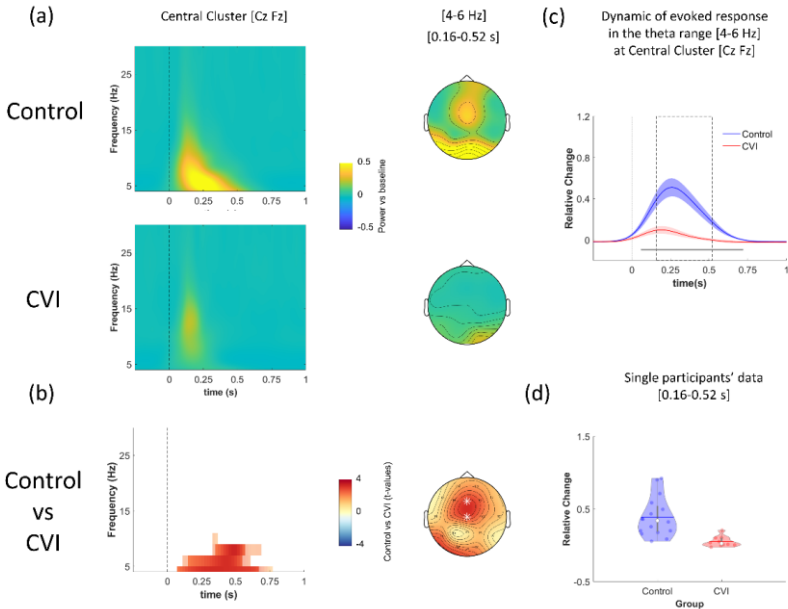 (a)
Central Cluster [Cz Fz]
[4-6 Hz]
[0.16-0.52 s]
(c)
Dynamic of evoked response
in the theta range [4-6 Hz]
at Central Cluster [Cz Fz]
Control
Frequency (Hz)
25
15
5
0 0.25 0.5 0.75 1
0.5
0
-0.5
Power vs baseline
Relative Change
1.2
0.8
0.4
0
Control
CVI
0 0.25 0.5 0.75 1
time(s)
CVI
Frequency (Hz)
25
15
5
0 0.25 0.5 0.75 1
time (s)
(b)
(d)
Single participants' data
[0.16-0.52 s]
Control
vs
CVI
Frequency (Hz)
25
15
5
0 0.25 0.5 0.75 1
time (s)
4
0
-4
Control vs CVI (t-values)
Relative Change
1.5
0.5
-0.5
Control CVI
Group